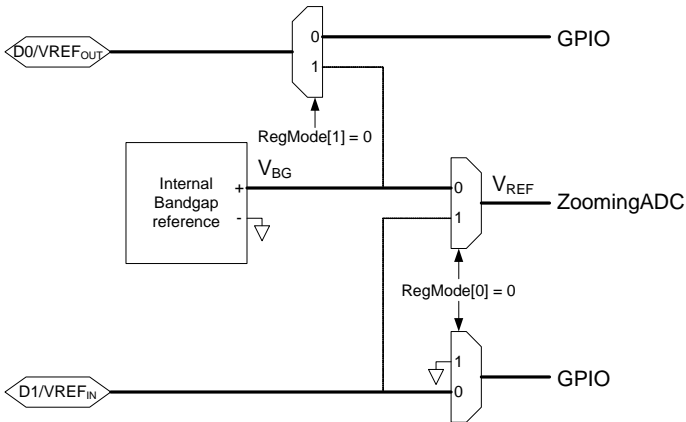 0
GPIO
D0/VREFOUT
1
RegMode[1] = 0
VBG
Internal
Bandgap
reference
+
-
0
VREF
1
ZoomingADC
RegMode[0] = 0
1
D1/VREFIN
0
GPIO